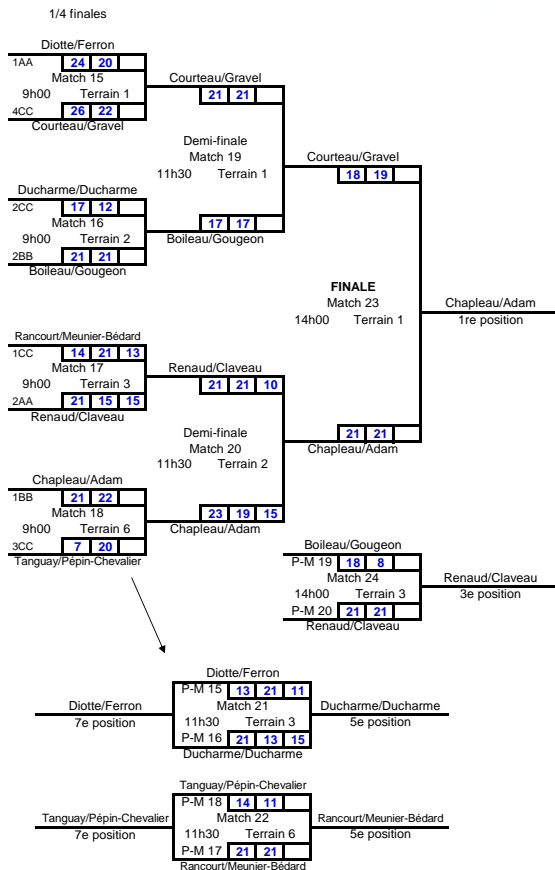 1/4 finales
Diotte/Ferron
1AA 24 20
Match 15
9h00 Terrain 1
4CC 26 22
Courteau/Gravel
Courteau/Gravel
21 21
Demi-finale
Match 19
11h30 Terrain 1
17 17
Boileau/Gougeon
Ducharme/Ducharme
2CC 17 12
Match 16
9h00 Terrain 2
2BB 21 21
Boileau/Gougeon
Courteau/Gravel
18 19
FINALE
Match 23
14h00 Terrain 1
21 21
Chapleau/Adam
Chapleau/Adam
1re position
Rancourt/Meunier-Bédard
1CC 14 21 13
Match 17
9h00 Terrain 3
2AA 21 15 15
Renaud/Claveau
Renaud/Claveau
21 21 10
Demi-finale
Match 20
11h30 Terrain 2
23 19 15
Chapleau/Adam
Chapleau/Adam
1BB 21 22
Match 18
9h00 Terrain 6
3CC 7 20
Tanguay/Pépin-Chevalier
Boileau/Gougeon
P-M 19 18 8
Match 24
14h00 Terrain 3
P-M 20 21 21
Renaud/Claveau
Renaud/Claveau
3e position
Diotte/Ferron
P-M 15 13 21 11
Match 21
11h30 Terrain 3
P-M 16 21 13 15
Ducharme/Ducharme
Diotte/Ferron
7e position
Ducharme/Ducharme
5e position
Tanguay/Pépin-Chevalier
P-M 18 14 11
Match 22
11h30 Terrain 6
P-M 17 21 21
Rancourt/Meunier-Bédard
Tanguay/Pépin-Chevalier
7e position
Rancourt/Meunier-Bédard
5e position